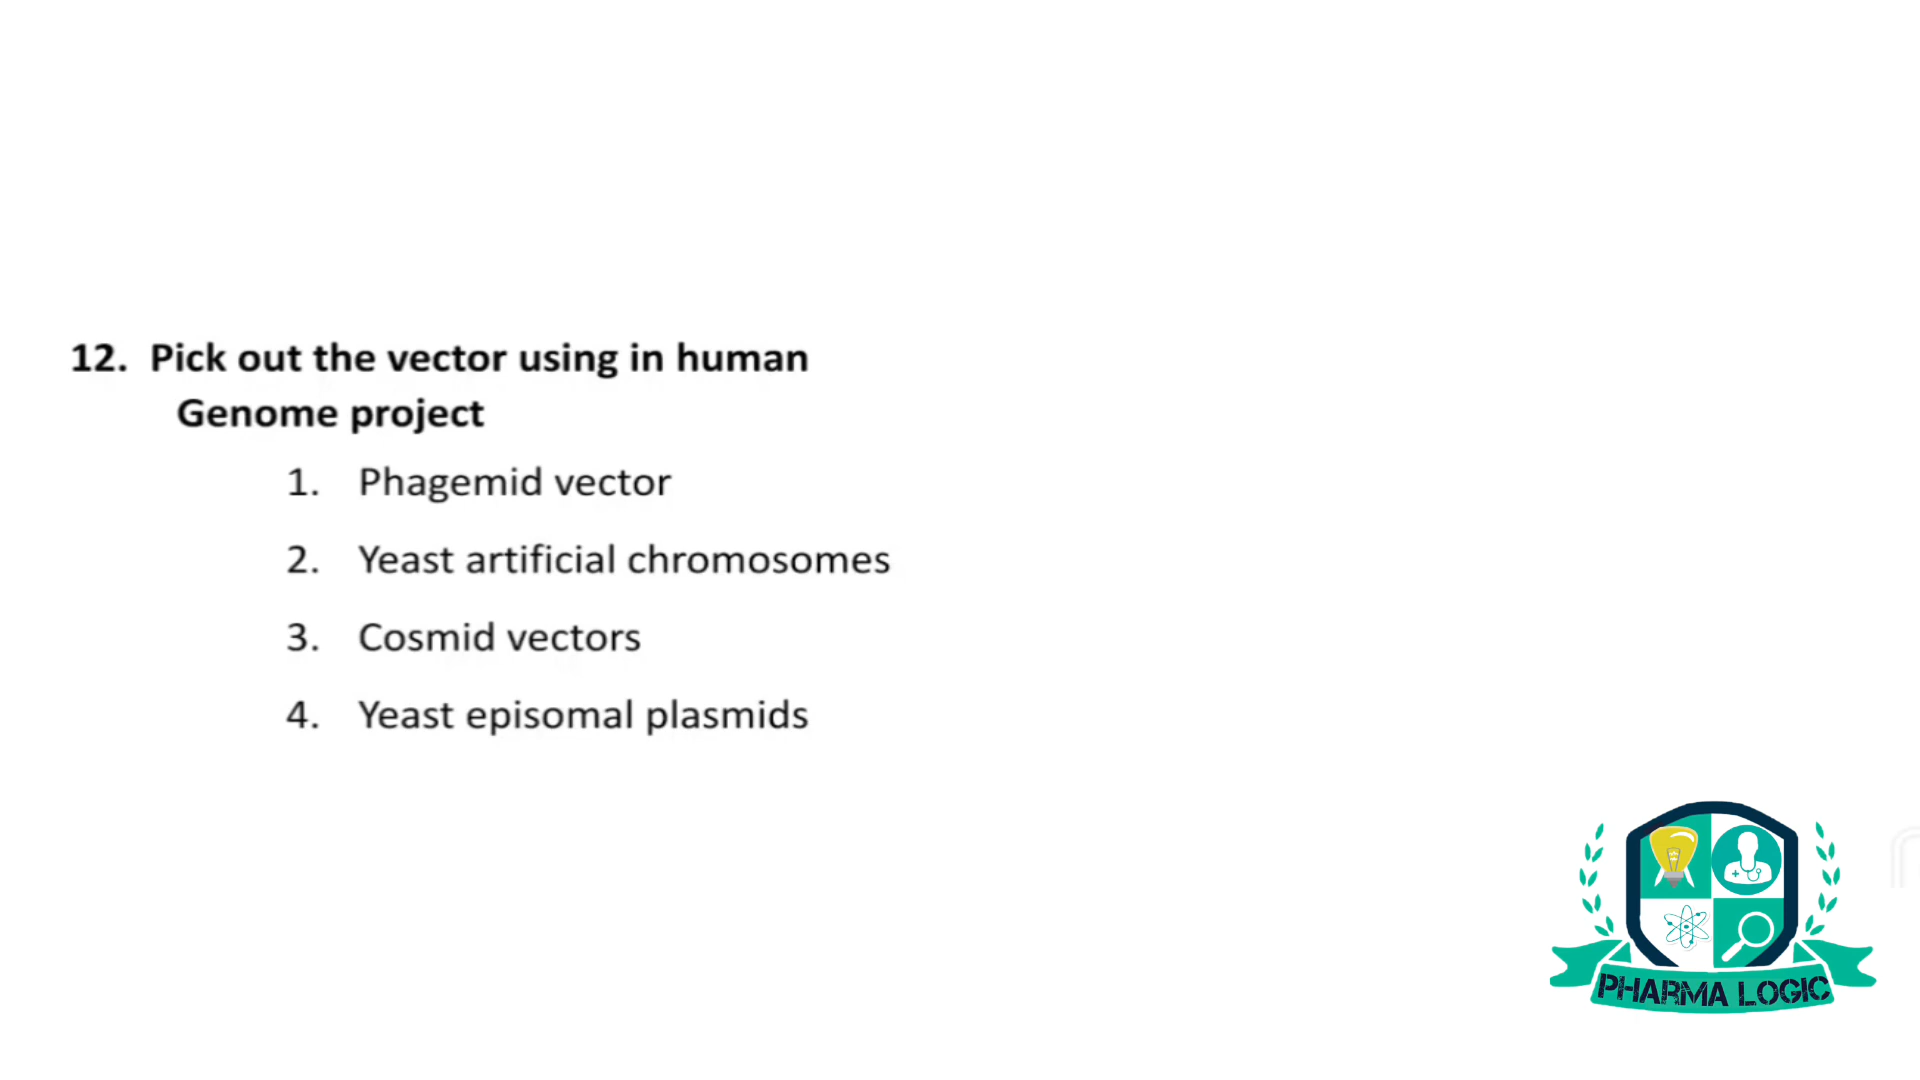 12. Pick out the vector using in human
Genome project
1. Phagemid vector
2. Yeast artificial chromosomes
3. Cosmid vectors
4. Yeast episomal plasmids
PHARMA LOGIC